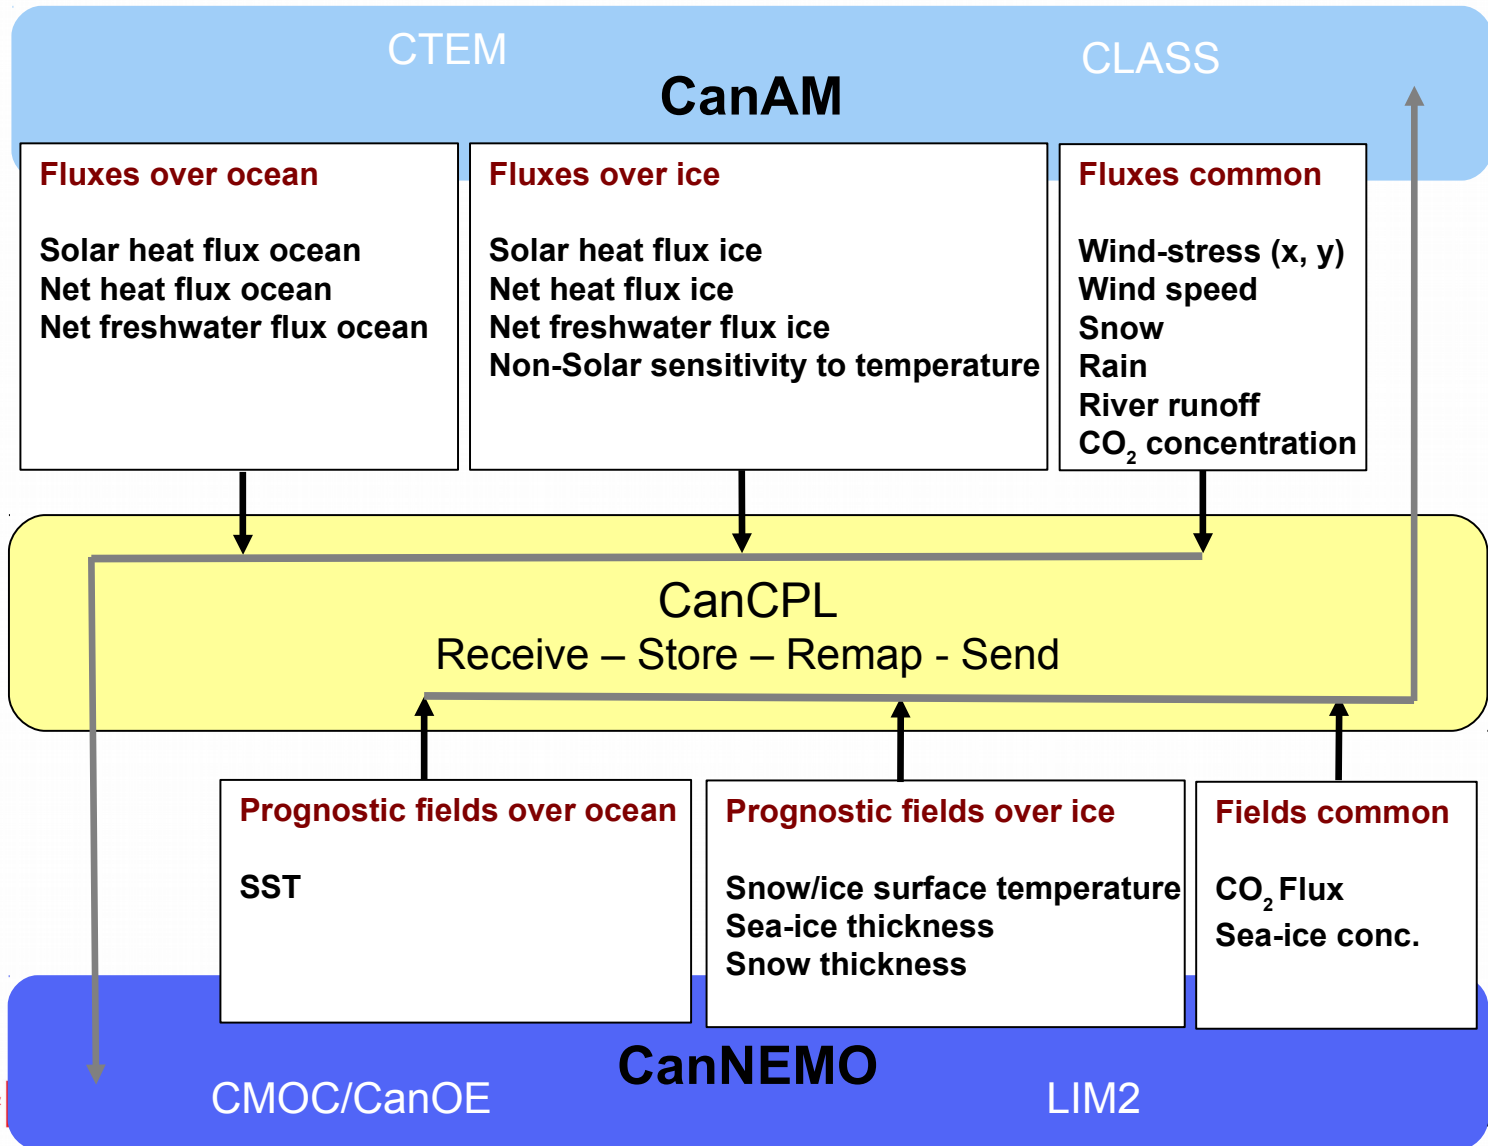 CTEM
CLASS
CanAM
Fluxes over ocean
Solar heat flux ocean
Net heat flux ocean
Net freshwater flux ocean
Fluxes over ice
Solar heat flux ice
Net heat flux ice
Net freshwater flux ice
Non-Solar sensitivity to temperature
Fluxes common
Wind-stress (x, y)
Wind speed
Snow
Rain
River runoff
CO₂ concentration
CanCPL
Receive – Store – Remap - Send
Prognostic fields over ocean
SST
Prognostic fields over ice
Snow/ice surface temperature
Sea-ice thickness
Snow thickness
Fields common
CO₂ Flux
Sea-ice conc.
CanNEMO
CMOC/CanOE
LIM2